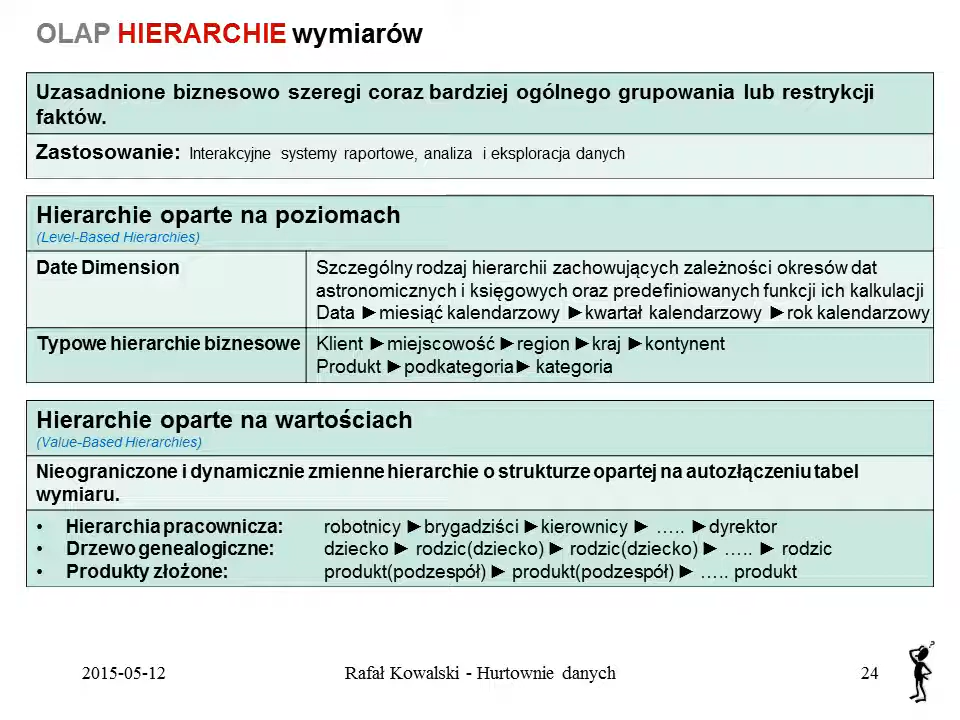 OLAP HIERARCHIE wymiarów
Uzasadnione biznesowo szeregi coraz bardziej ogólnego grupowania lub restrykcji
faktów.
Zastosowanie: Interakcyjne systemy raportowe, analiza i eksploracja danych
Hierarchie oparte na poziomach
(Level-Based Hierarchies)
Date Dimension
Szczególny rodzaj hierarchii zachowujących zależności okresów dat
astronomicznych i księgowych oraz predefiniowanych funkcji ich kalkulacji
Data ►miesiąć kalendarzowy ►kwartał kalendarzowy ►rok kalendarzowy
Typowe hierarchie biznesowe
Klient ►miejscowość ►region ►kraj ►kontynent
Produkt ►podkategoria► kategoria
Hierarchie oparte na wartościach
(Value-Based Hierarchies)
Nieograniczone i dynamicznie zmienne hierarchie o strukturze opartej na autozłączeniu tabel
wymiaru.
• Hierarchia pracownicza: robotnicy ►brygadziści ►kierownicy ► ….. ►dyrektor
• Drzewo genealogiczne: dziecko ► rodzic(dziecko) ► rodzic(dziecko) ► ….. ► rodzic
• Produkty złożone: produkt(podzespół) ► produkt(podzespół) ► ….. produkt
2015-05-12 Rafał Kowalski - Hurtownie danych 24